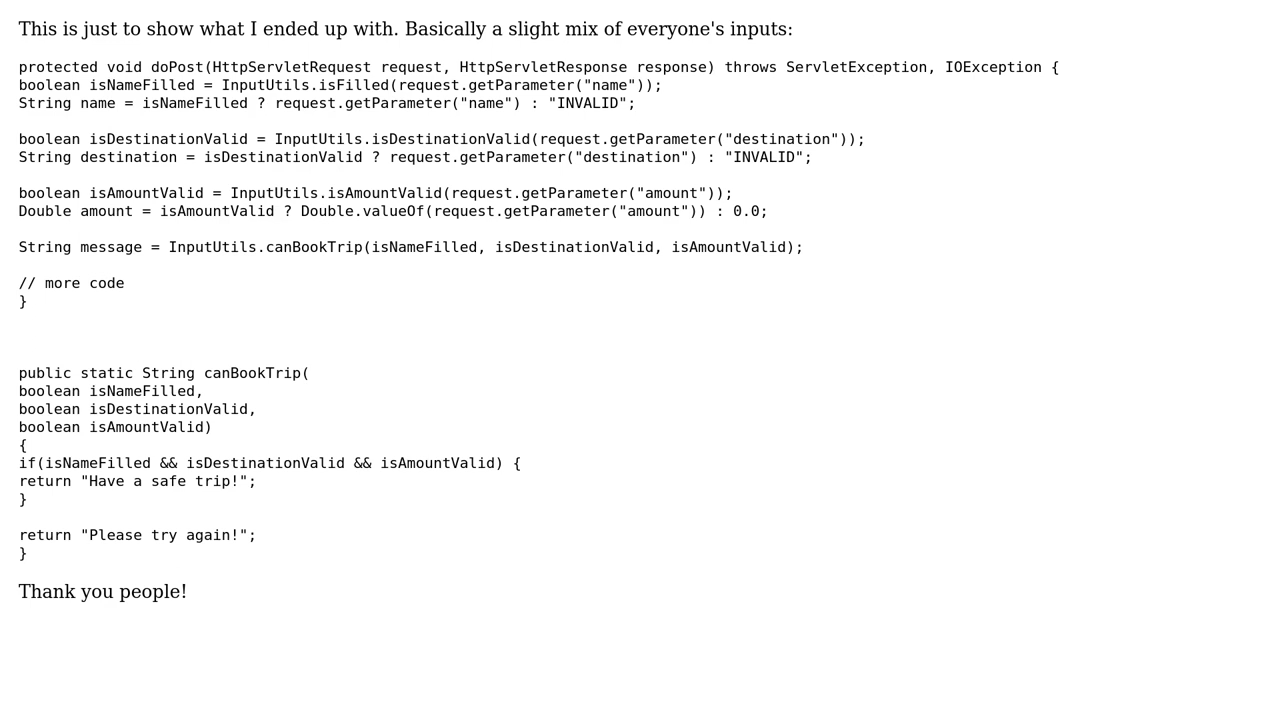 This is just to show what I ended up with. Basically a slight mix of everyone's inputs:
protected void doPost(HttpServletRequest request, HttpServletResponse response) throws ServletException, IOException {
boolean isNameFilled = InputUtils.isFilled(request.getParameter("name"));
String name = isNameFilled ? request.getParameter("name") : "INVALID";
boolean isDestinationValid = InputUtils.isDestinationValid(request.getParameter("destination"));
String destination = isDestinationValid ? request.getParameter("destination") : "INVALID";
boolean isAmountValid = InputUtils.isAmountValid(request.getParameter("amount"));
Double amount = isAmountValid ? Double.valueOf(request.getParameter("amount")) : 0.0;
String message = InputUtils.canBookTrip(isNameFilled, isDestinationValid, isAmountValid);
// more code
}
public static String canBookTrip(
boolean isNameFilled,
boolean isDestinationValid,
boolean isAmountValid)
{
if(isNameFilled && isDestinationValid && isAmountValid) {
return "Have a safe trip!";
}
return "Please try again!";
}
Thank you people!